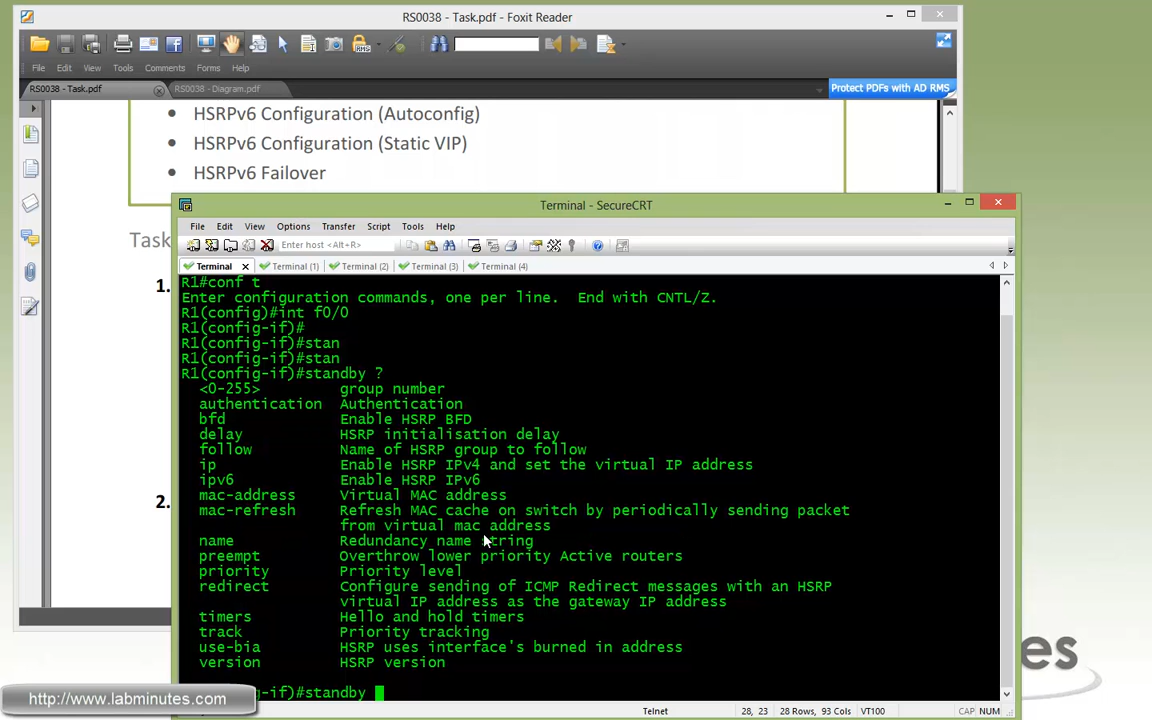 RS0038 - Task.pdf - Foxit Reader
File Edit View Tools Comments Forms Help
RS0038 - Task.pdf RS0038 - Diagram.pdf Protect PDFs with AD RMS
• HSRPv6 Configuration (Autoconfig)
• HSRPv6 Configuration (Static VIP)
• HSRPv6 Failover
Task
1.
2.
Terminal - SecureCRT
File Edit View Options Transfer Script Tools Help
Enter host <Alt+R>
Terminal Terminal (1) Terminal (2) Terminal (3) Terminal (4)
R1#conf t
Enter configuration commands, one per line.  End with CNTL/Z.
R1(config)#int f0/0
R1(config-if)#
R1(config-if)#stan
R1(config-if)#stan
R1(config-if)#standby ?
<0-255> group number
authentication Authentication
bfd Enable HSRP BFD
delay HSRP initialisation delay
follow Name of HSRP group to follow
ip Enable HSRP IPv4 and set the virtual IP address
ipv6 Enable HSRP IPv6
mac-address Virtual MAC address
mac-refresh Refresh MAC cache on switch by periodically sending packet
from virtual mac address
name Redundancy name string
preempt Overthrow lower priority Active routers
priority Priority level
redirect Configure sending of ICMP Redirect messages with an HSRP
virtual IP address as the gateway IP address
timers Hello and hold timers
track Priority tracking
use-bia HSRP uses interface's burned in address
version HSRP version
g-if)#standby
http://www.labminutes.com
es
Telnet 28, 23 28 Rows, 93 Cols VT100 CAP NUM